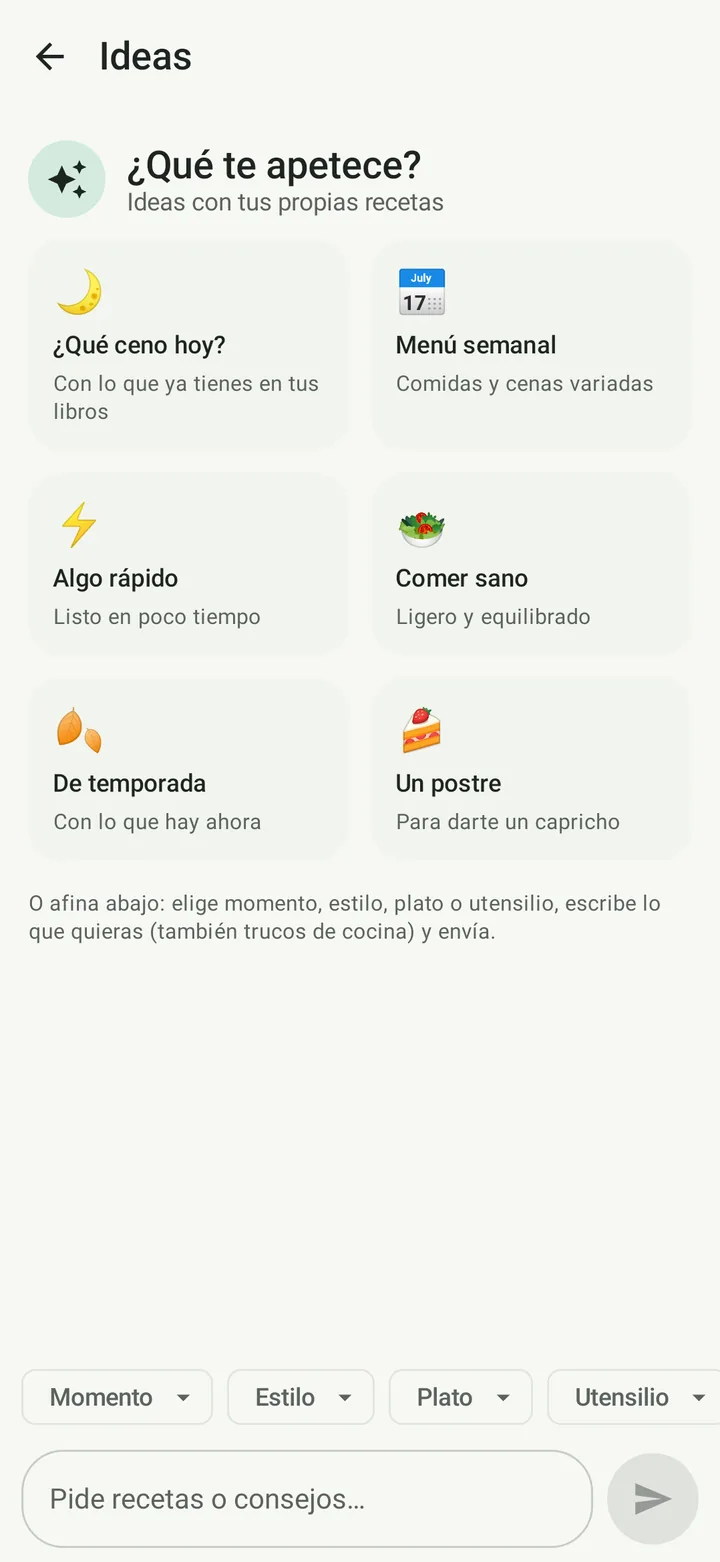 Ideas
¿Qué te apetece?
Ideas con tus propias recetas
¿Qué ceno hoy?
Con lo que ya tienes en tus
libros
July
17
Menú semanal
Comidas y cenas variadas
Algo rápido
Listo en poco tiempo
Comer sano
Ligero y equilibrado
De temporada
Con lo que hay ahora
Un postre
Para darte un capricho
O afina abajo: elige momento, estilo, plato o utensilio, escribe lo
que quieras (también trucos de cocina) y envía.
Momento
Estilo
Plato
Utensilio
Pide recetas o consejos…